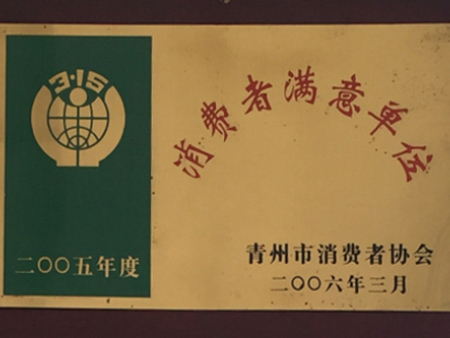 3·15
消费者满意单位
二〇〇五年度
青州市消费者协会
二〇〇六年三月